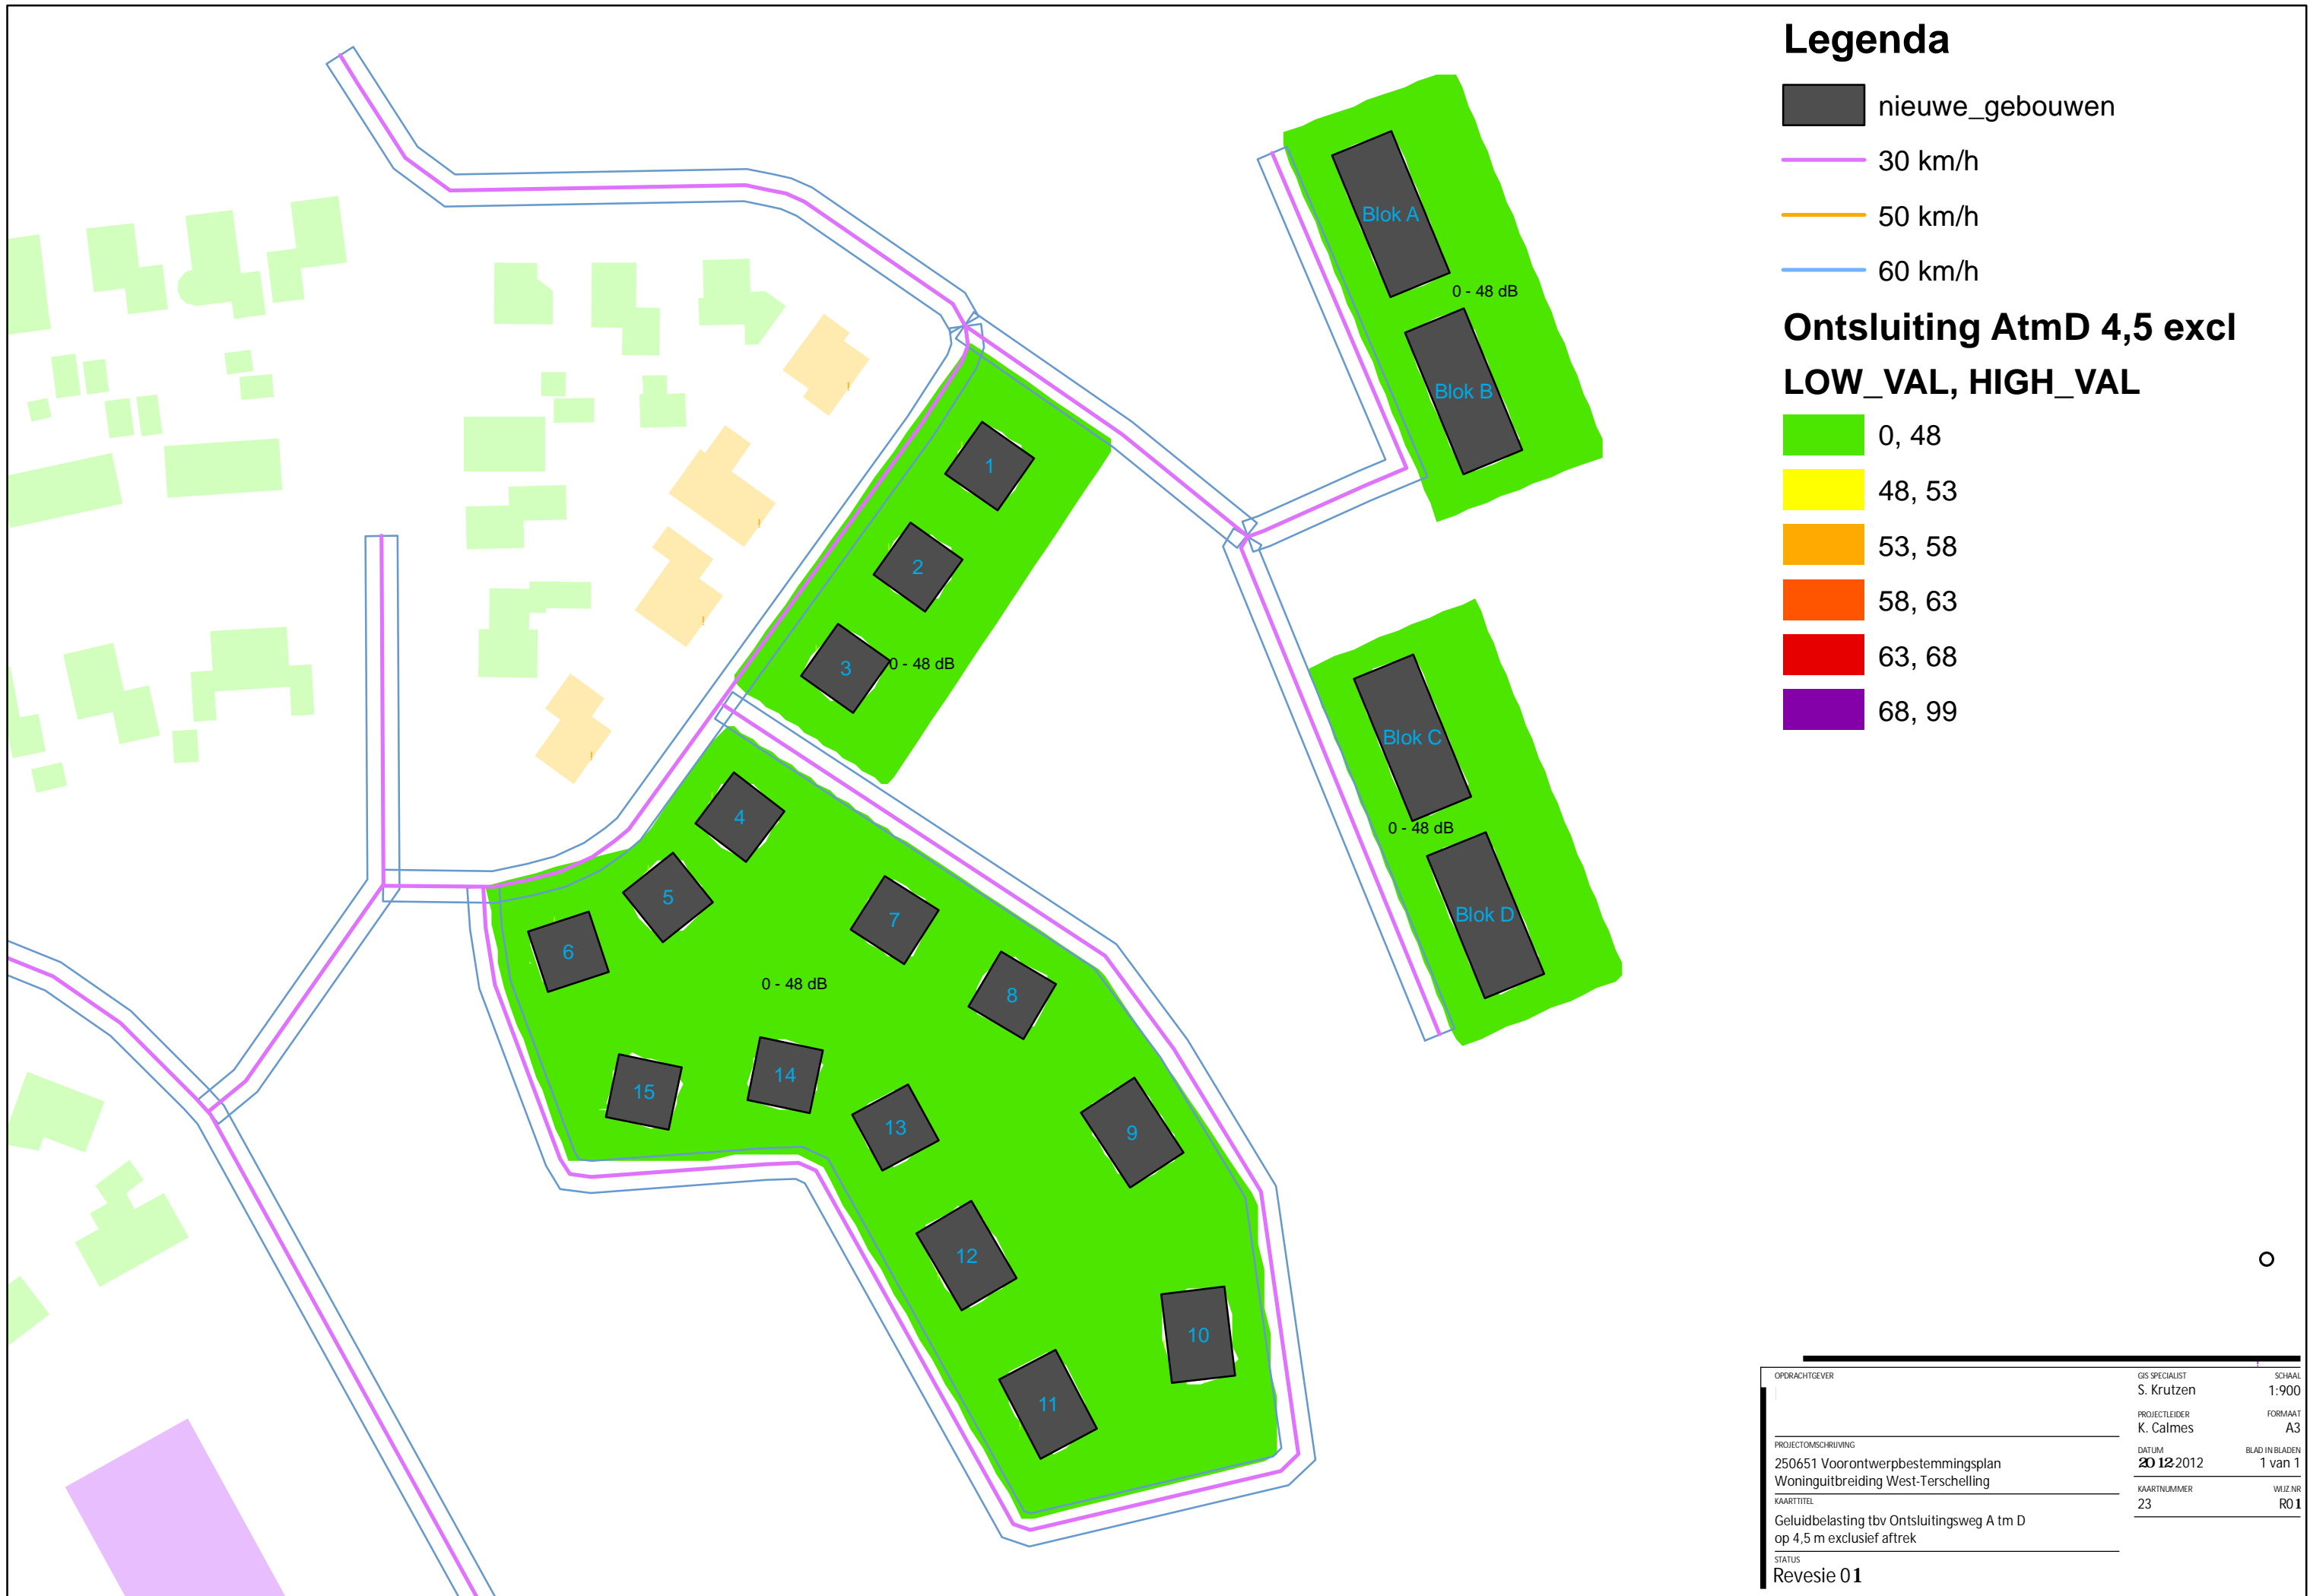 Legenda
nieuwe_gebouwen
30 km/h
50 km/h
60 km/h
Ontsluiting AtmD 4,5 excl
LOW_VAL, HIGH_VAL
0, 48
48, 53
53, 58
58, 63
63, 68
68, 99
Blok A
0 - 48 dB
Blok B
1
2
3
0 - 48 dB
Blok C
0 - 48 dB
Blok D
4
5
6
7
8
0 - 48 dB
15
14
13
9
12
10
11
OPDRACHTGEVER
PROJECTOMSCHRIJVING
250651 Voorontwerpbestemmingsplan
Woninguitbreiding West-Terschelling
KAARTTITEL
Geluidbelasting tbv Ontsluitingsweg A tm D
op 4,5 m exclusief aftrek
STATUS
Revesie 01
GIS SPECIALIST SCHAAL
S. Krutzen 1:900
PROJECTLEIDER FORMAAT
K. Calmes A3
DATUM BLAD IN BLADEN
20 12-2012 1 van 1
KAARTNUMMER WIJZ.NR
23 R01